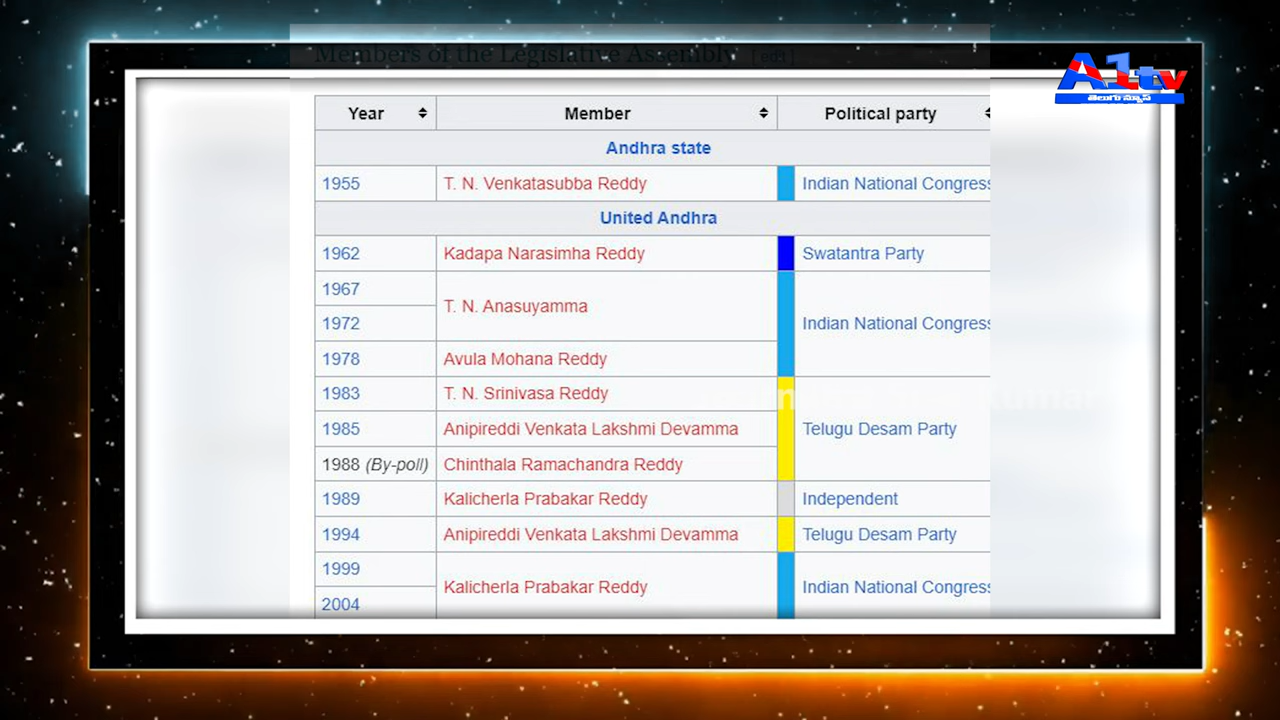 Members of the Legislative Assembly [edit]
A1tv
తెలుగు న్యూస్
Year Member Political party
Andhra state
1955 T. N. Venkatasubba Reddy Indian National Congress
United Andhra
1962 Kadapa Narasimha Reddy Swatantra Party
1967
T. N. Anasuyamma
1972 Indian National Congress
1978 Avula Mohana Reddy
1983 T. N. Srinivasa Reddy
1985 Anipireddi Venkata Lakshmi Devamma Telugu Desam Party
1988 (By-poll) Chinthala Ramachandra Reddy
1989 Kalicherla Prabakar Reddy Independent
1994 Anipireddi Venkata Lakshmi Devamma Telugu Desam Party
1999
Kalicherla Prabakar Reddy Indian National Congress
2004